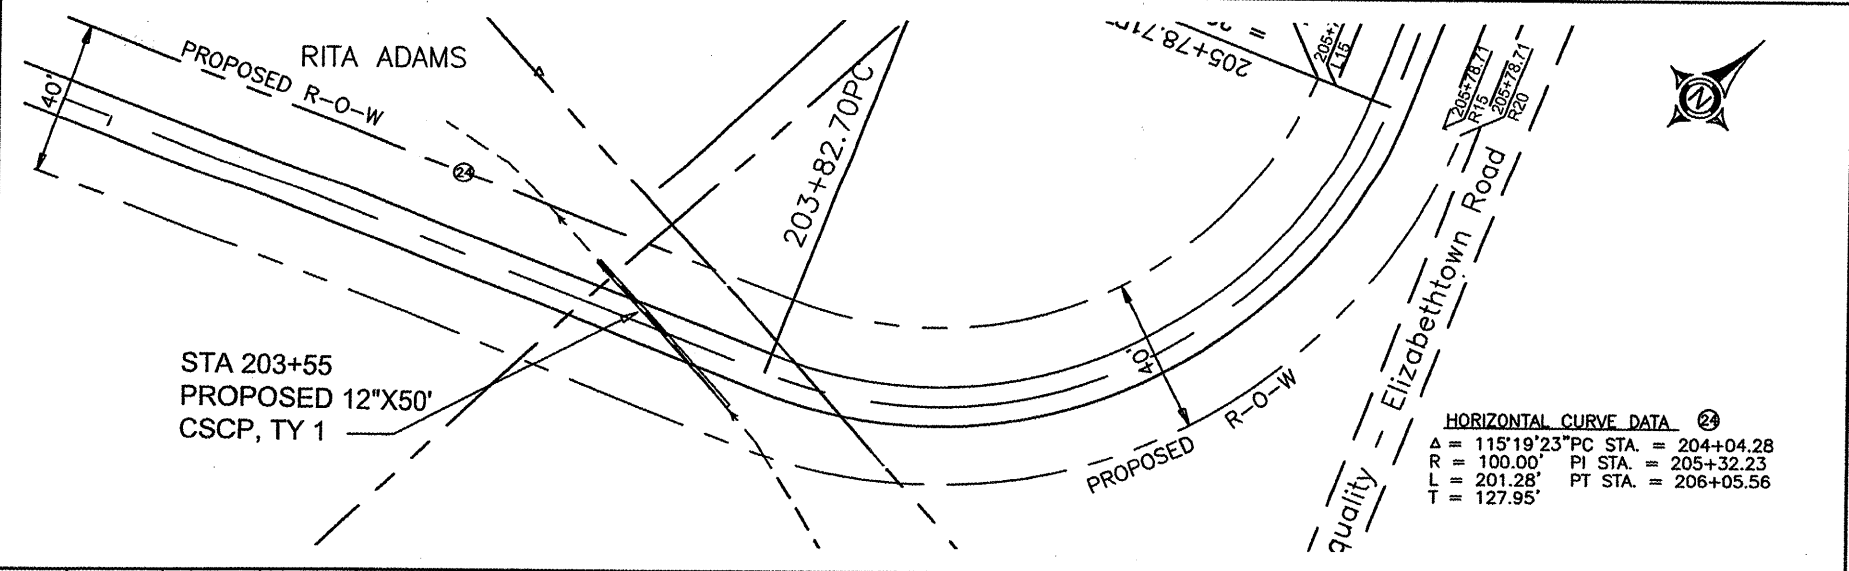 RITA ADAMS
PROPOSED R-O-W
40'
24
203+82.70PC
205+78.71
205+78.71
R15
205+78.71
R20
L15
N
STA 203+55
PROPOSED 12"X50'
CSCP, TY 1
40'
PROPOSED R-O-W
quality - Elizabethtown Road
HORIZONTAL CURVE DATA 24
Δ = 115°19'23" PC STA. = 204+04.28
R = 100.00' PI STA. = 205+32.23
L = 201.28' PT STA. = 206+05.56
T = 127.95'